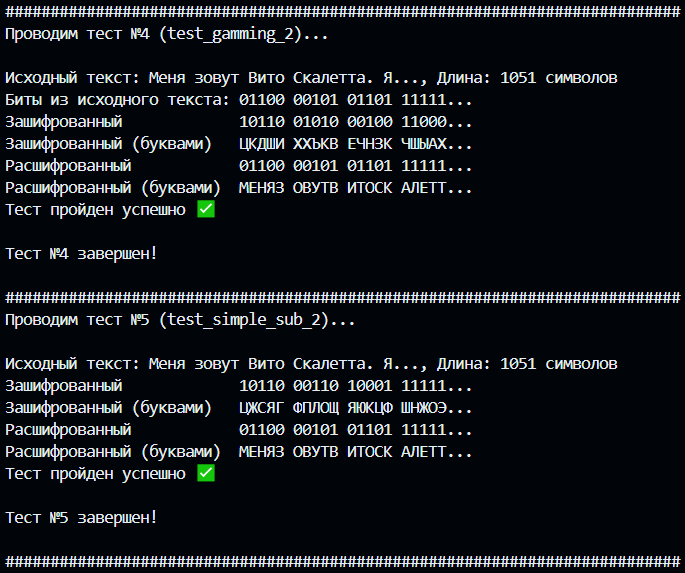 ###########################################################################
Проводим тест №4 (test_gamming_2)...
Исходный текст: Меня зовут Вито Скалетта. Я..., Длина: 1051 символов
Биты из исходного текста: 01100 00101 01101 11111...
Зашифрованный 10110 01010 00100 11000...
Зашифрованный (буквами) ЦКДШИ ХХЪКВ ЕЧНЗК ЧШЫАХ...
Расшифрованный 01100 00101 01101 11111...
Расшифрованный (буквами) МЕНЯЗ ОВУТВ ИТОСК АЛЕТТ...
Тест пройден успешно ✅
Тест №4 завершен!
###########################################################################
Проводим тест №5 (test_simple_sub_2)...
Исходный текст: Меня зовут Вито Скалетта. Я..., Длина: 1051 символов
Зашифрованный 10110 00110 10001 11111...
Зашифрованный (буквами) ЦЖСЯГ ФПЛОЩ ЯЮКЦФ ШНЖОЭ...
Расшифрованный 01100 00101 01101 11111...
Расшифрованный (буквами) МЕНЯЗ ОВУТВ ИТОСК АЛЕТТ...
Тест пройден успешно ✅
Тест №5 завершен!
###########################################################################